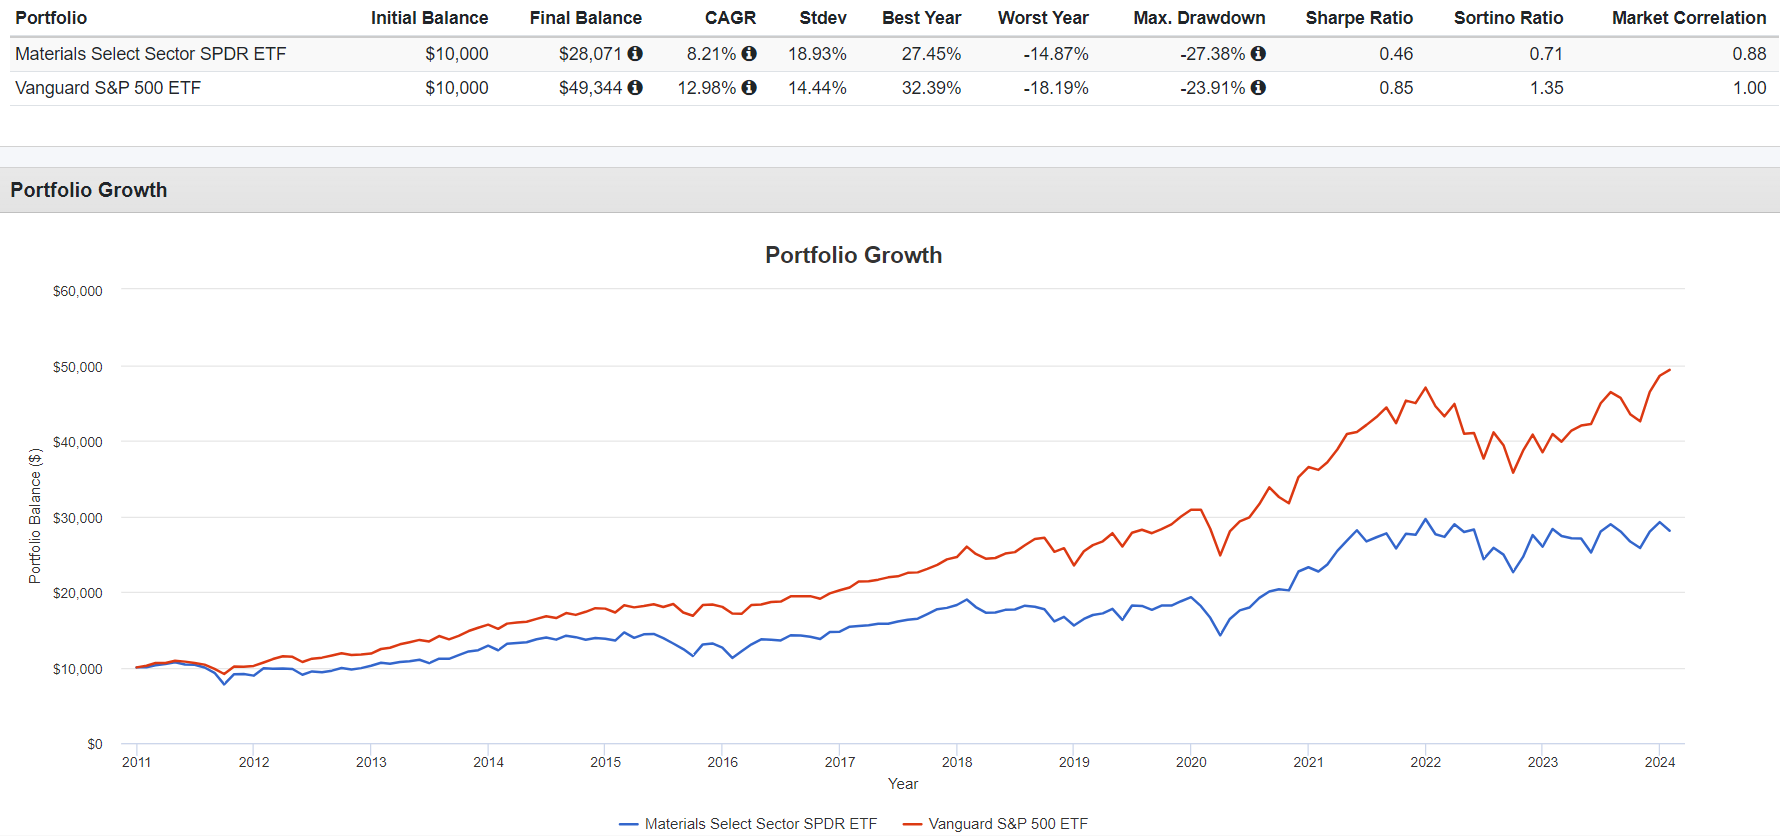 Portfolio Initial Balance Final Balance CAGR Stdev Best Year Worst Year Max. Drawdown Sharpe Ratio Sortino Ratio Market Correlation
Materials Select Sector SPDR ETF $10,000 $28,071 8.21% 18.93% 27.45% -14.87% -27.38% 0.46 0.71 0.88
Vanguard S&P 500 ETF $10,000 $49,344 12.98% 14.44% 32.39% -18.19% -23.91% 0.85 1.35 1.00
Portfolio Growth
Portfolio Growth
$60,000
$50,000
$40,000
$30,000
$20,000
$10,000
$0
Portfolio Balance ($)
2011 2012 2013 2014 2015 2016 2017 2018 2019 2020 2021 2022 2023 2024
Year
Materials Select Sector SPDR ETF Vanguard S&P 500 ETF